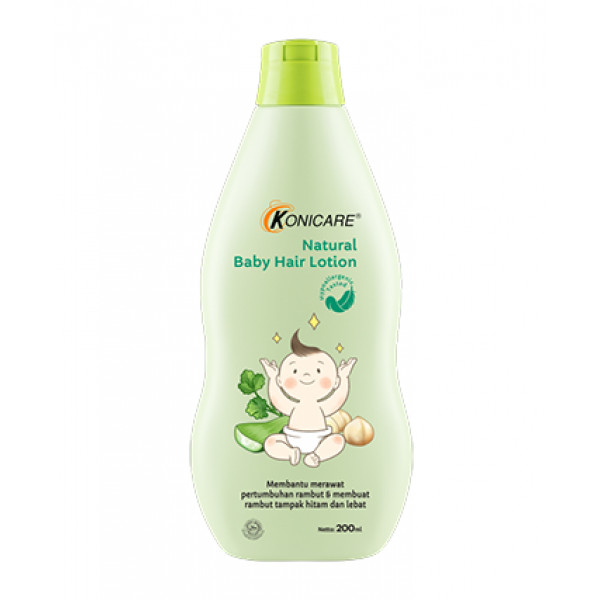 KONICARE®
Natural
Baby Hair Lotion
Hypoallergenic
Tested
Membantu merawat
pertumbuhan rambut & membuat
rambut tampak hitam dan lebat
Netto: 200ml